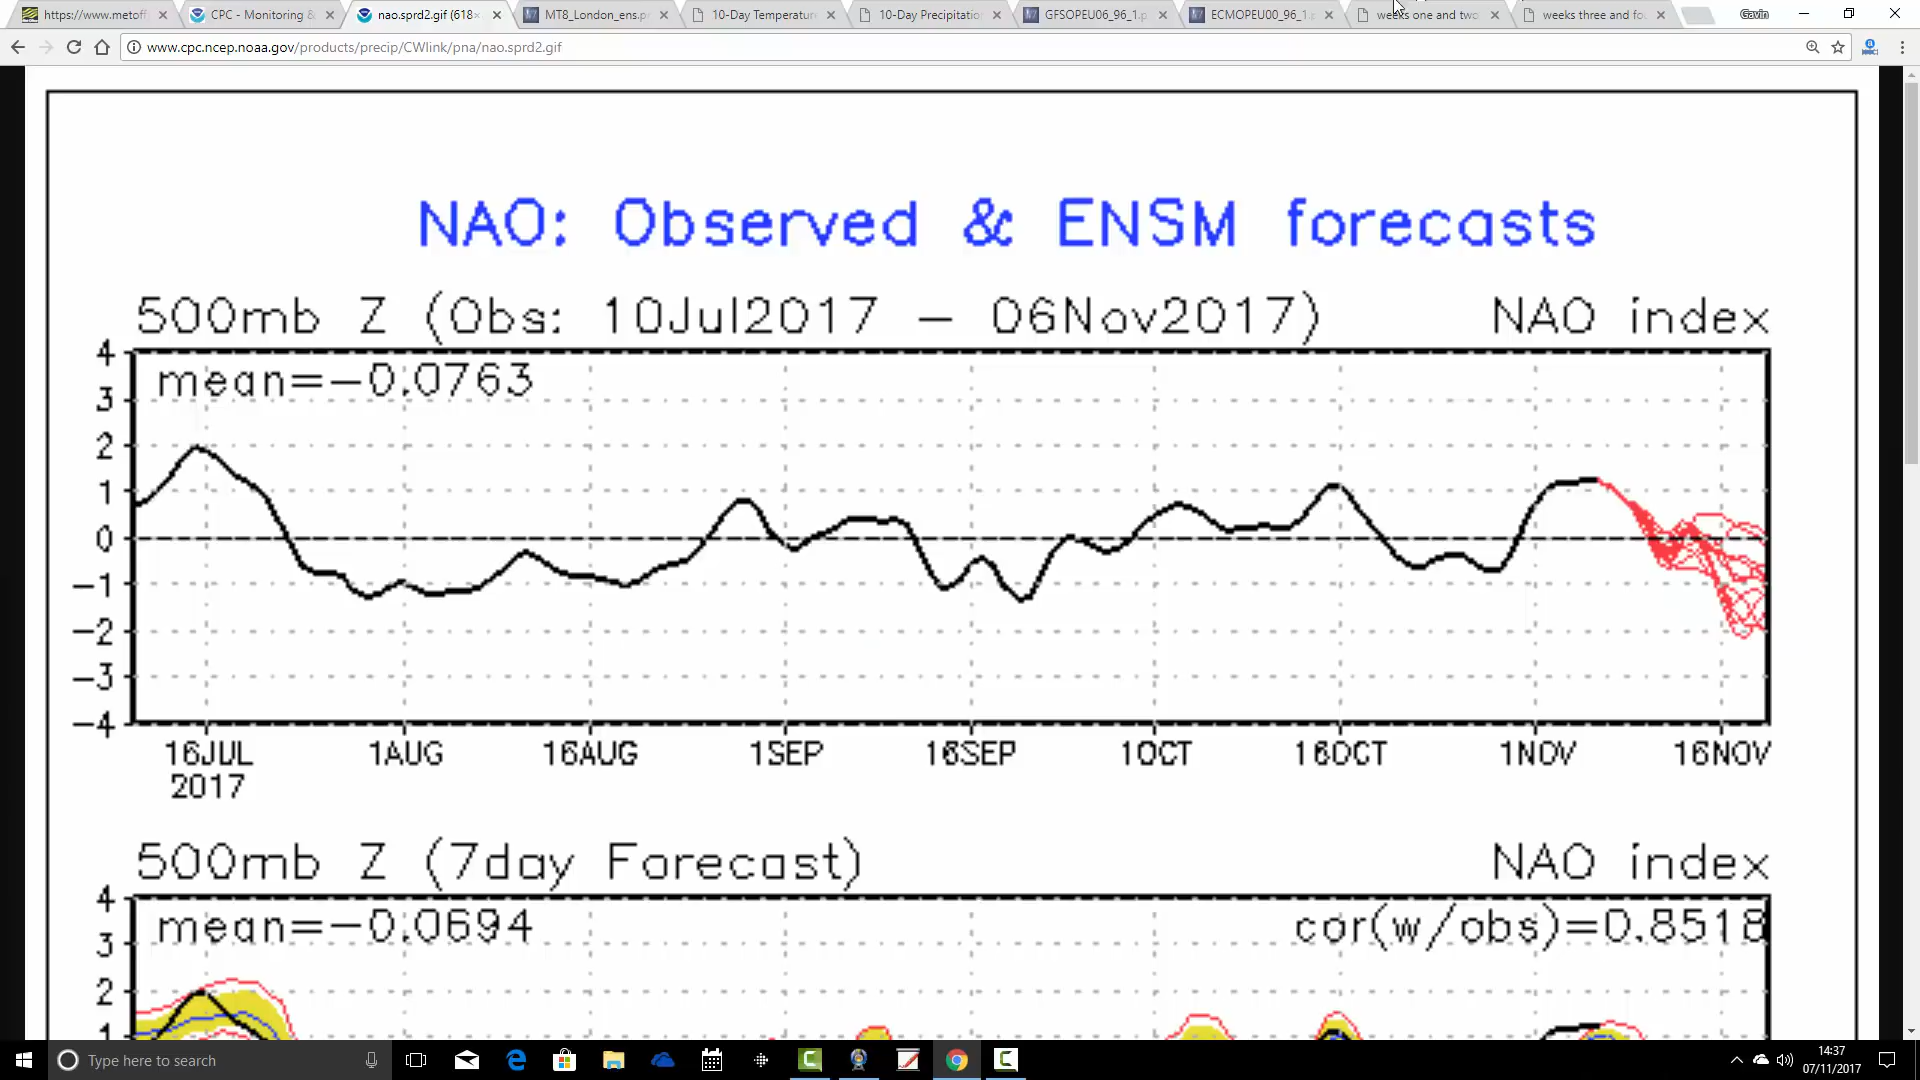 https://www.metoff
CPC - Monitoring &
nao.sprd2.gif (618×
MT8_London_ens.p
10-Day Temperatur
10-Day Precipitatio
GFSOPEU06_96_1.p
ECMOPEU00_96_1.
weeks one and two
weeks three and fo
Gavin
www.cpc.ncep.noaa.gov/products/precip/CWlink/pna/nao.sprd2.gif
NAO: Observed & ENSM forecasts
500mb Z (Obs: 10Jul2017 – 06Nov2017) NAO index
mean=-0.0763
4
3
2
1
0
-1
-2
-3
-4
16JUL 1AUG 16AUG 1SEP 16SEP 1OCT 16OCT 1NOV 16NOV
2017
500mb Z (7day Forecast) NAO index
mean=-0.0694 cor(w/obs)=0.8518
4
3
2
1
Type here to search
14:37
07/11/2017